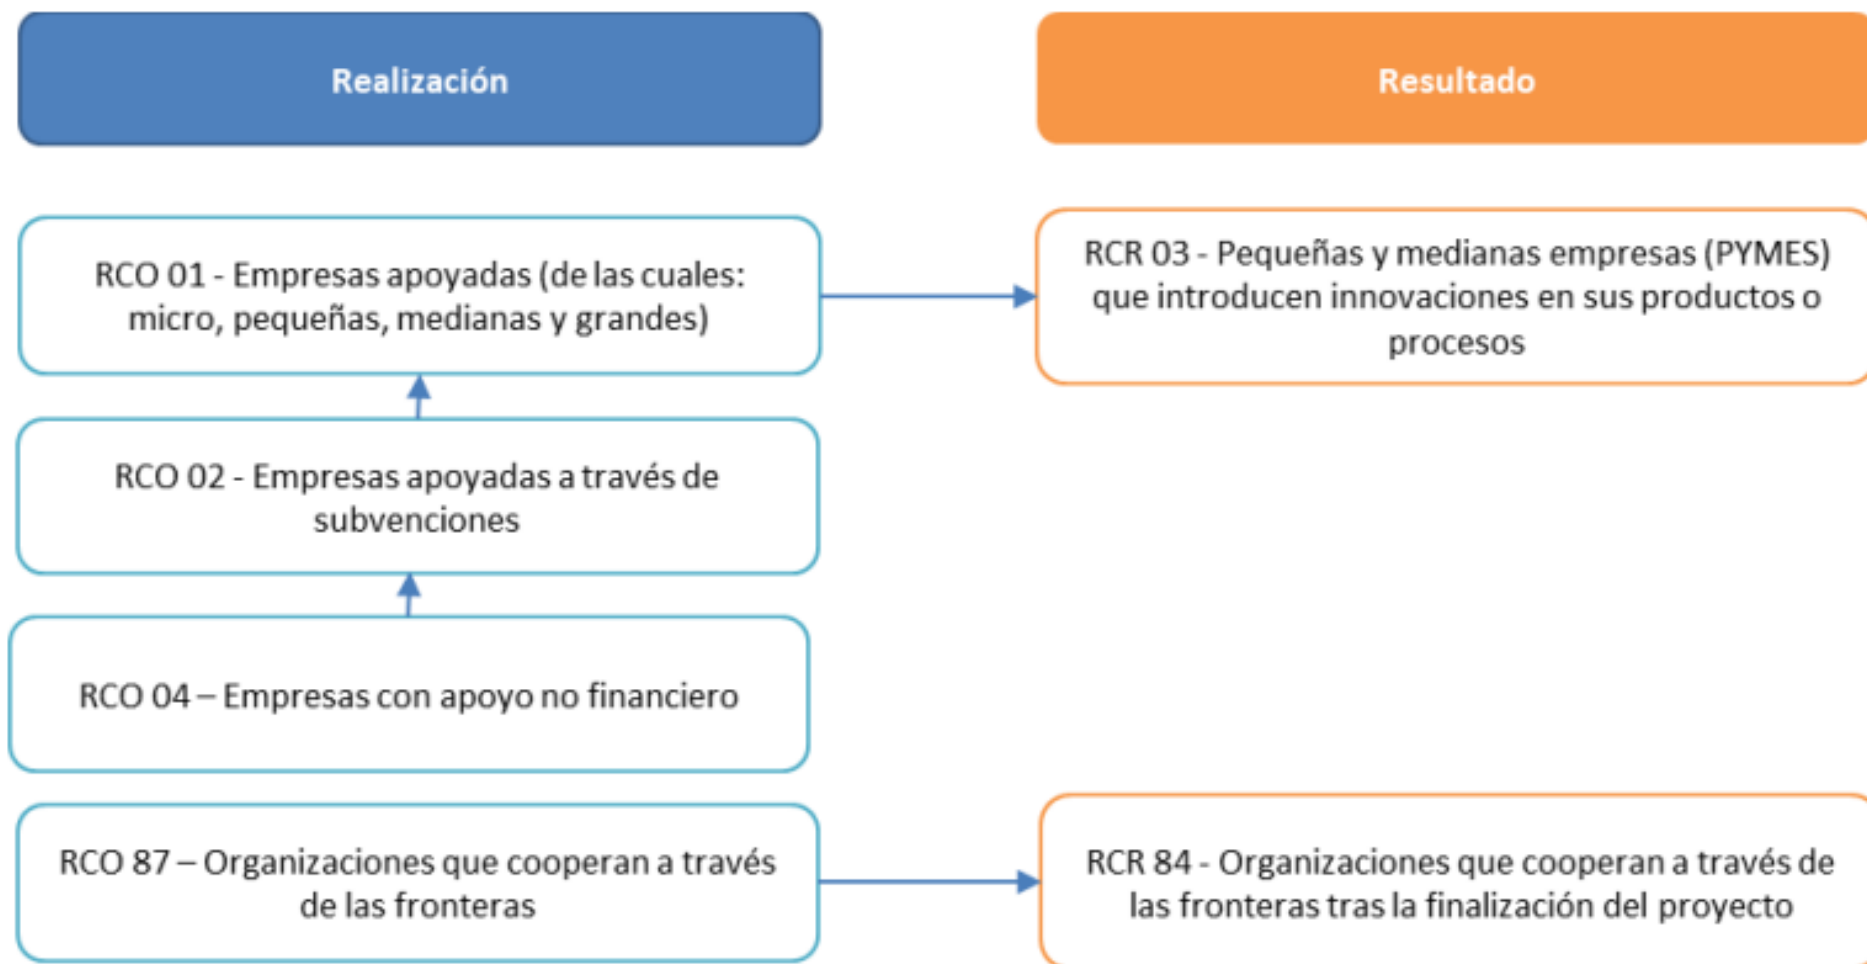 Realización
Resultado
RCO 01 - Empresas apoyadas (de las cuales:
micro, pequeñas, medianas y grandes)
RCR 03 - Pequeñas y medianas empresas (PYMES)
que introducen innovaciones en sus productos o
procesos
RCO 02 - Empresas apoyadas a través de
subvenciones
RCO 04 – Empresas con apoyo no financiero
RCO 87 – Organizaciones que cooperan a través
de las fronteras
RCR 84 - Organizaciones que cooperan a través de
las fronteras tras la finalización del proyecto